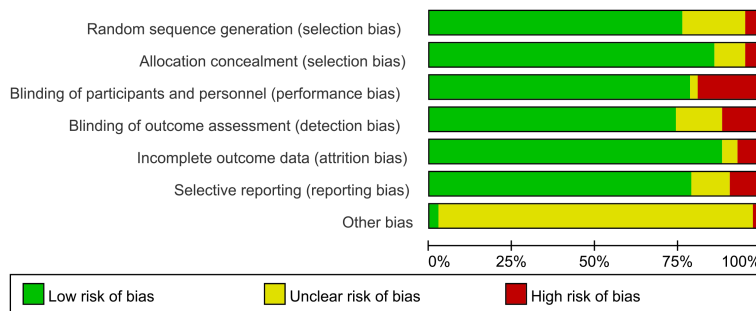 Random sequence generation (selection bias)
Allocation concealment (selection bias)
Blinding of participants and personnel (performance bias)
Blinding of outcome assessment (detection bias)
Incomplete outcome data (attrition bias)
Selective reporting (reporting bias)
Other bias
0% 25% 50% 75% 100%
Low risk of bias Unclear risk of bias High risk of bias